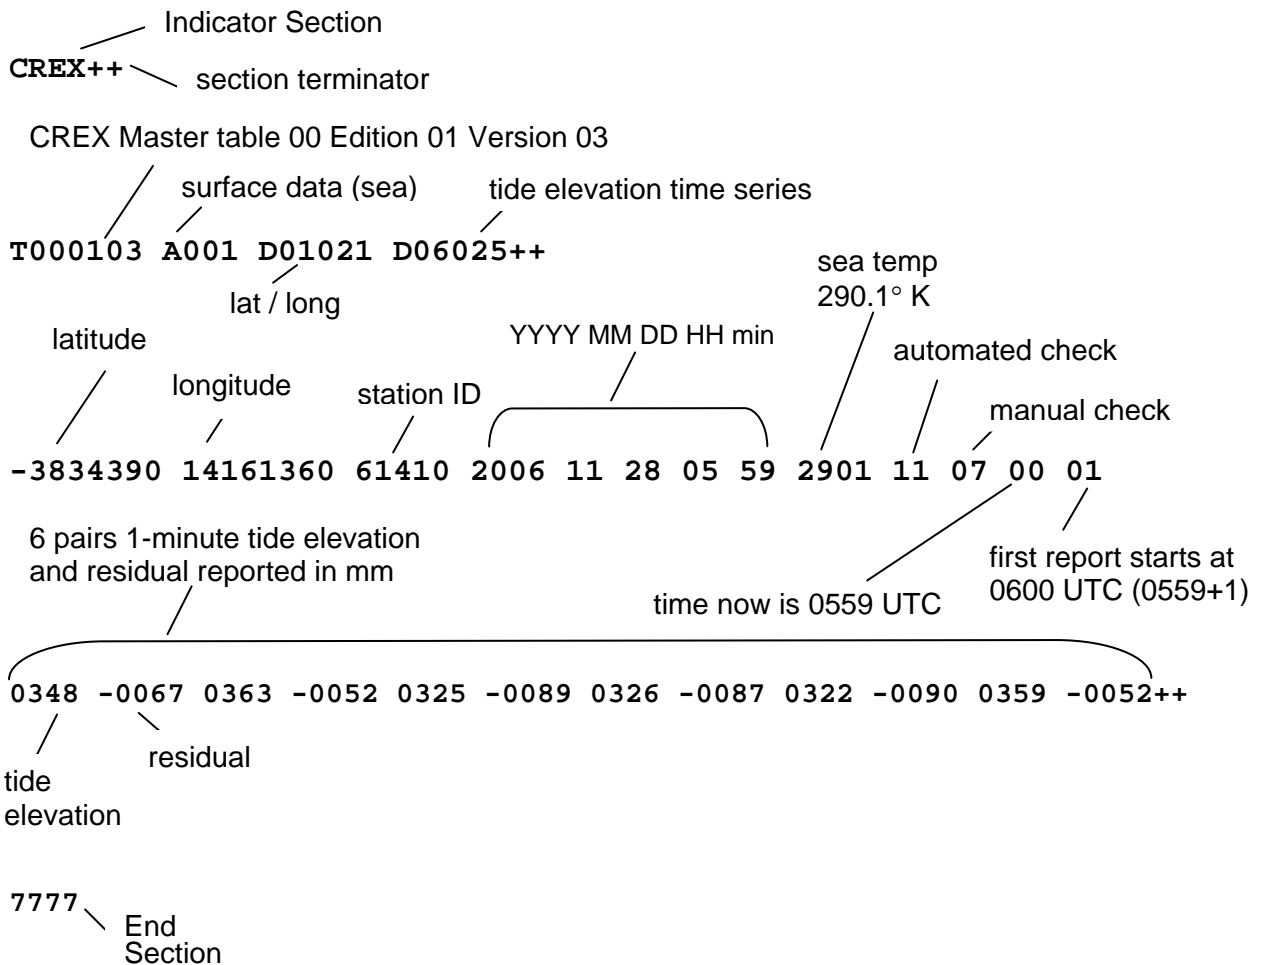 Indicator Section
CREX++
section terminator
CREX Master table 00 Edition 01 Version 03
surface data (sea)
tide elevation time series
T000103 A001 D01021 D06025++
lat / long
sea temp
290.1° K
latitude
longitude
station ID
YYYY MM DD HH min
automated check
manual check
-3834390 14161360 61410 2006 11 28 05 59 2901 11 07 00 01
6 pairs 1-minute tide elevation
and residual reported in mm
time now is 0559 UTC
first report starts at
0600 UTC (0559+1)
0348 -0067 0363 -0052 0325 -0089 0326 -0087 0322 -0090 0359 -0052++
tide
elevation
residual
7777
End
Section